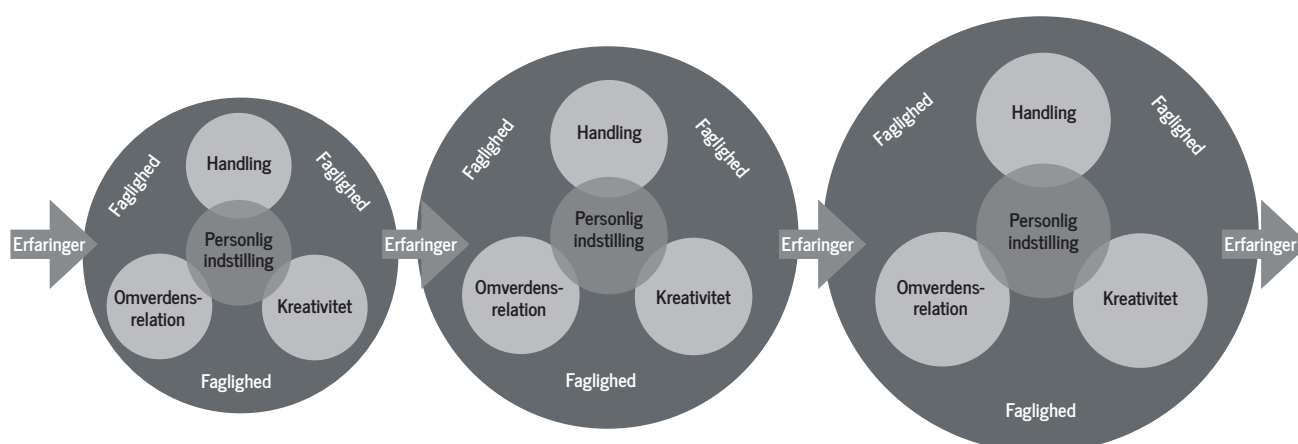 Erfaringer
Faglighed
Faglighed
Handling
Personlig
indstilling
Omverdens-
relation
Kreativitet
Faglighed
Erfaringer
Faglighed
Faglighed
Handling
Personlig
indstilling
Omverdens-
relation
Kreativitet
Faglighed
Erfaringer
Faglighed
Faglighed
Handling
Personlig
indstilling
Omverdens-
relation
Kreativitet
Faglighed
Erfaringer